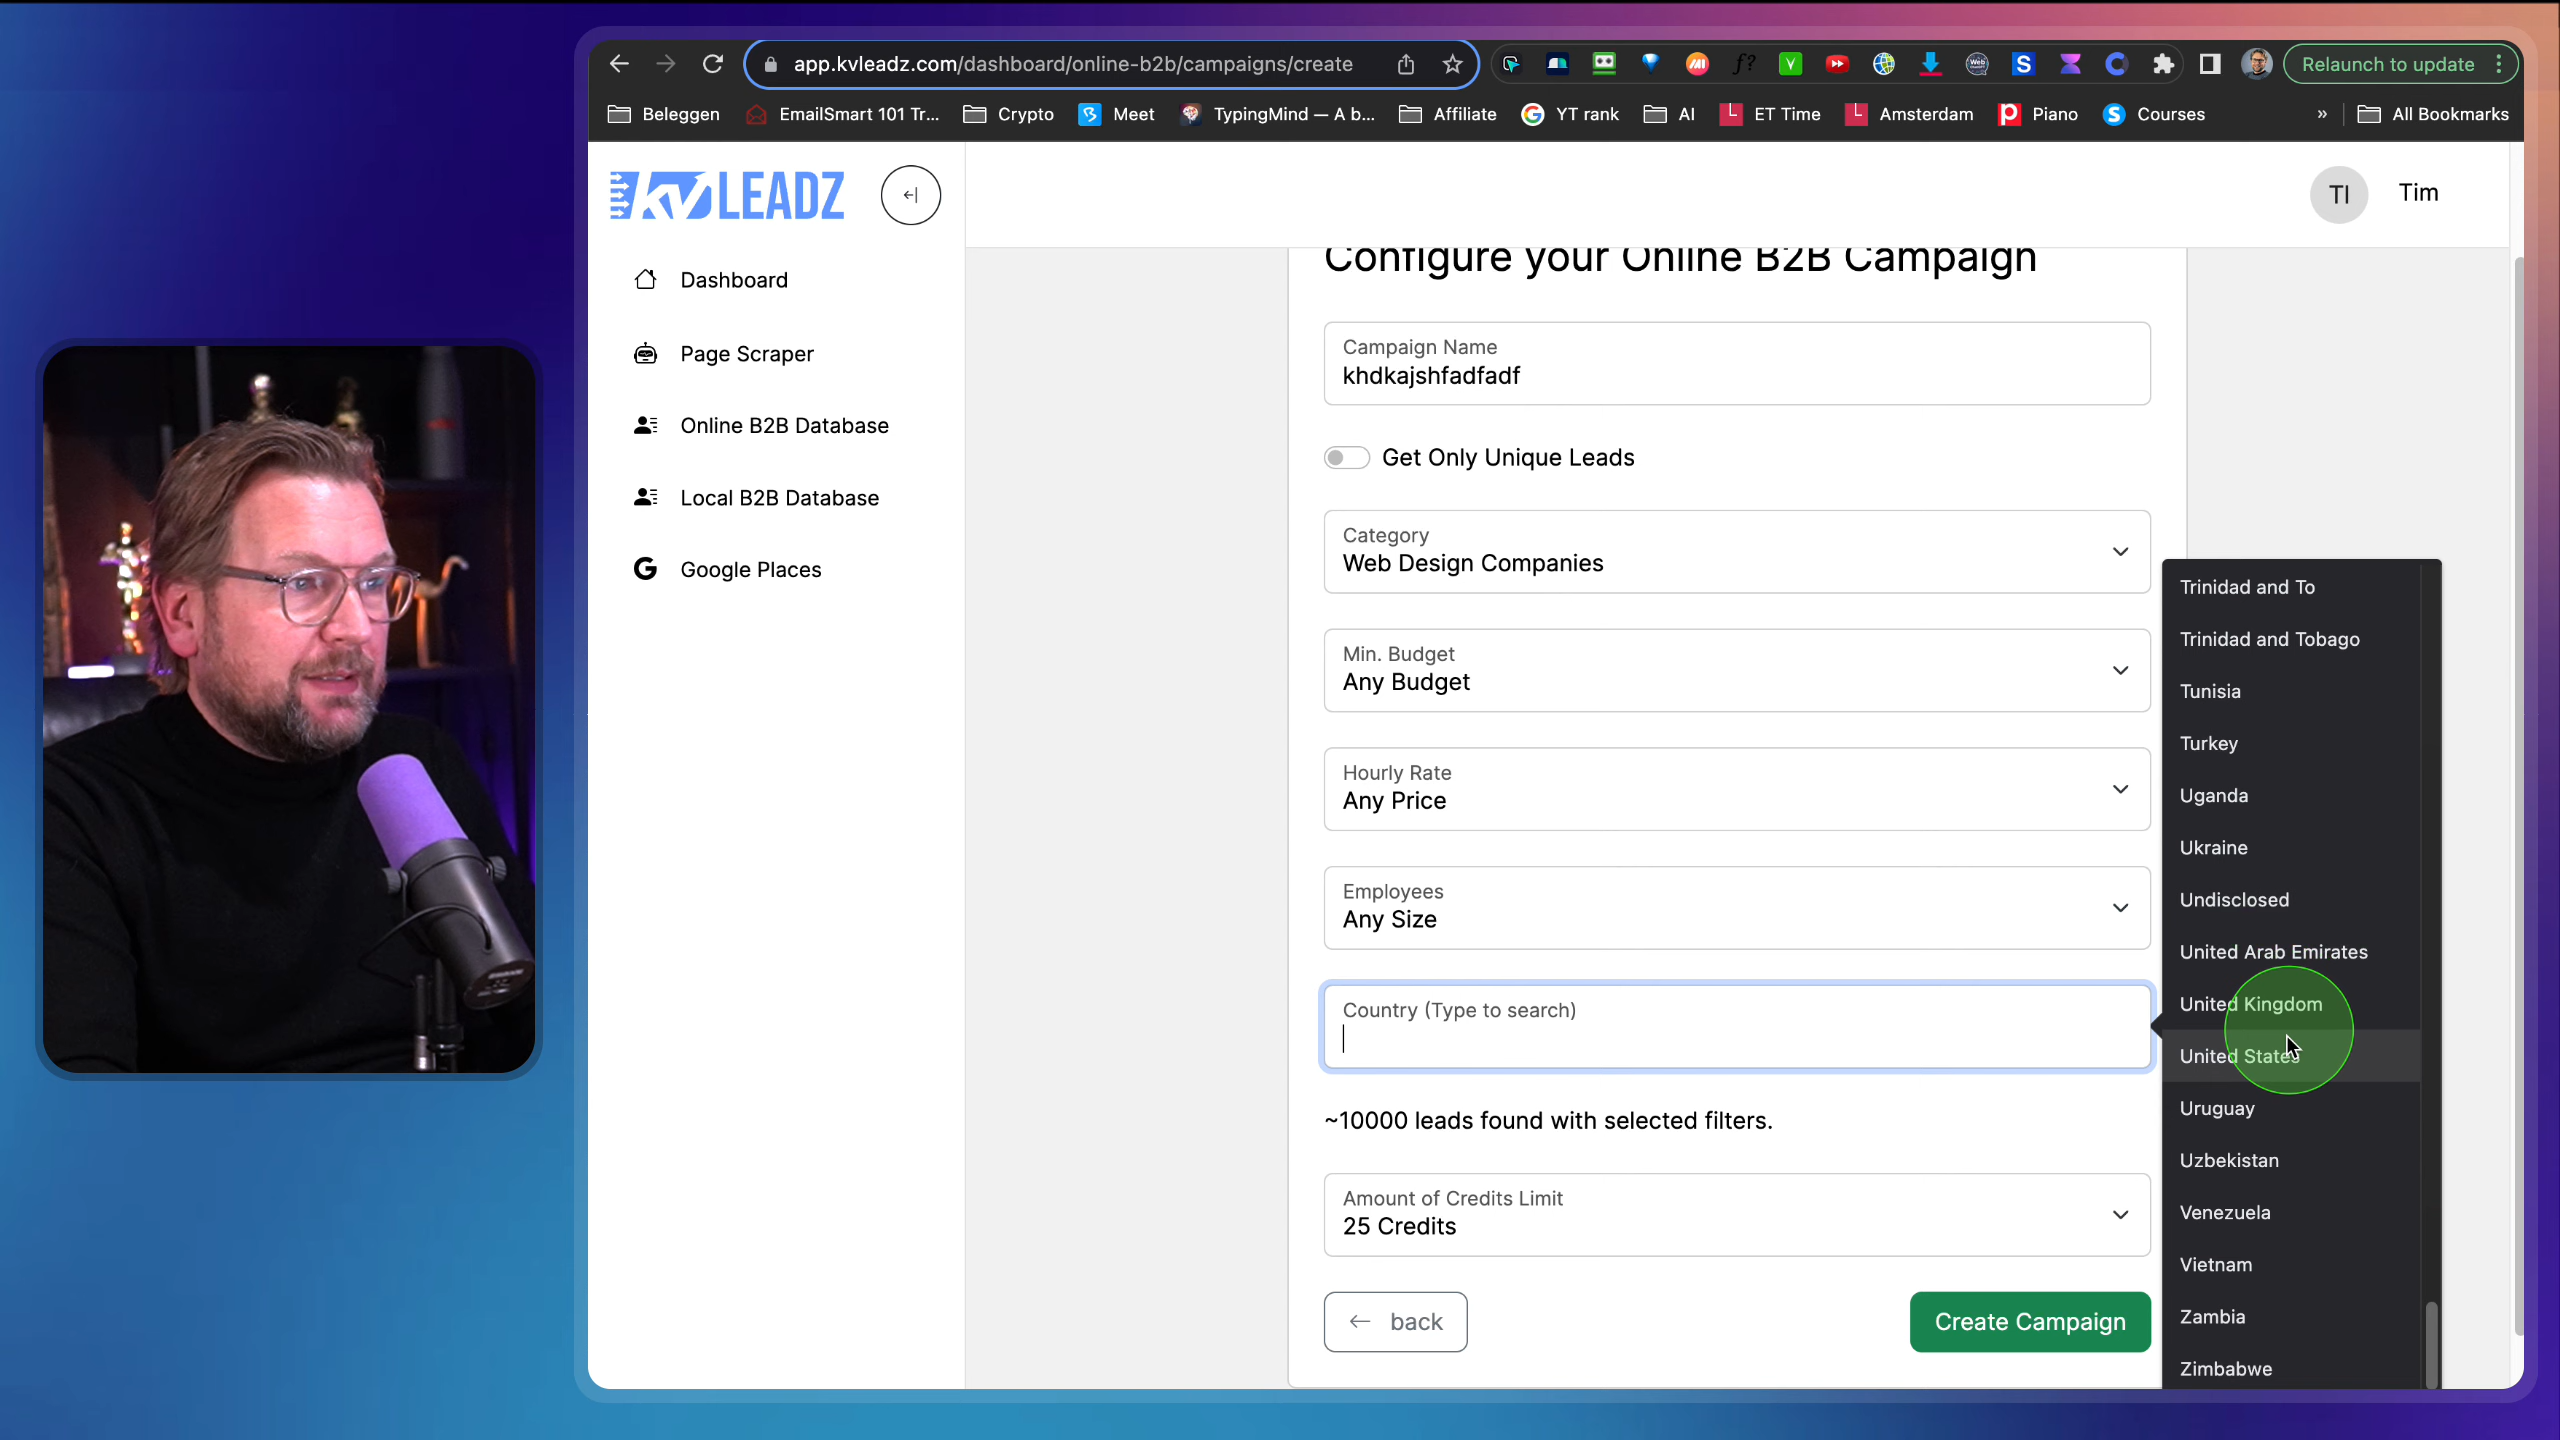 app.kvleadz.com/dashboard/online-b2b/campaigns/create
Relaunch to update
Beleggen
EmailSmart 101 Tr...
Crypto
Meet
TypingMind — A b...
Affiliate
YT rank
AI
ET Time
Amsterdam
Piano
Courses
»
All Bookmarks
kv LEADZ
TI
Tim
Dashboard
Page Scraper
Online B2B Database
Local B2B Database
Google Places
Configure your Online B2B Campaign
Campaign Name
khdkajshfadfadf
Get Only Unique Leads
Category
Web Design Companies
Min. Budget
Any Budget
Hourly Rate
Any Price
Employees
Any Size
Country (Type to search)
~10000 leads found with selected filters.
Amount of Credits Limit
25 Credits
back
Create Campaign
Trinidad and To
Trinidad and Tobago
Tunisia
Turkey
Uganda
Ukraine
Undisclosed
United Arab Emirates
United Kingdom
United States
Uruguay
Uzbekistan
Venezuela
Vietnam
Zambia
Zimbabwe